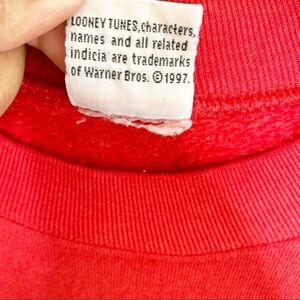 LOONEY TUNES, characters,
names and all related
indicia are trademarks
of Warner Bros. ©1997.